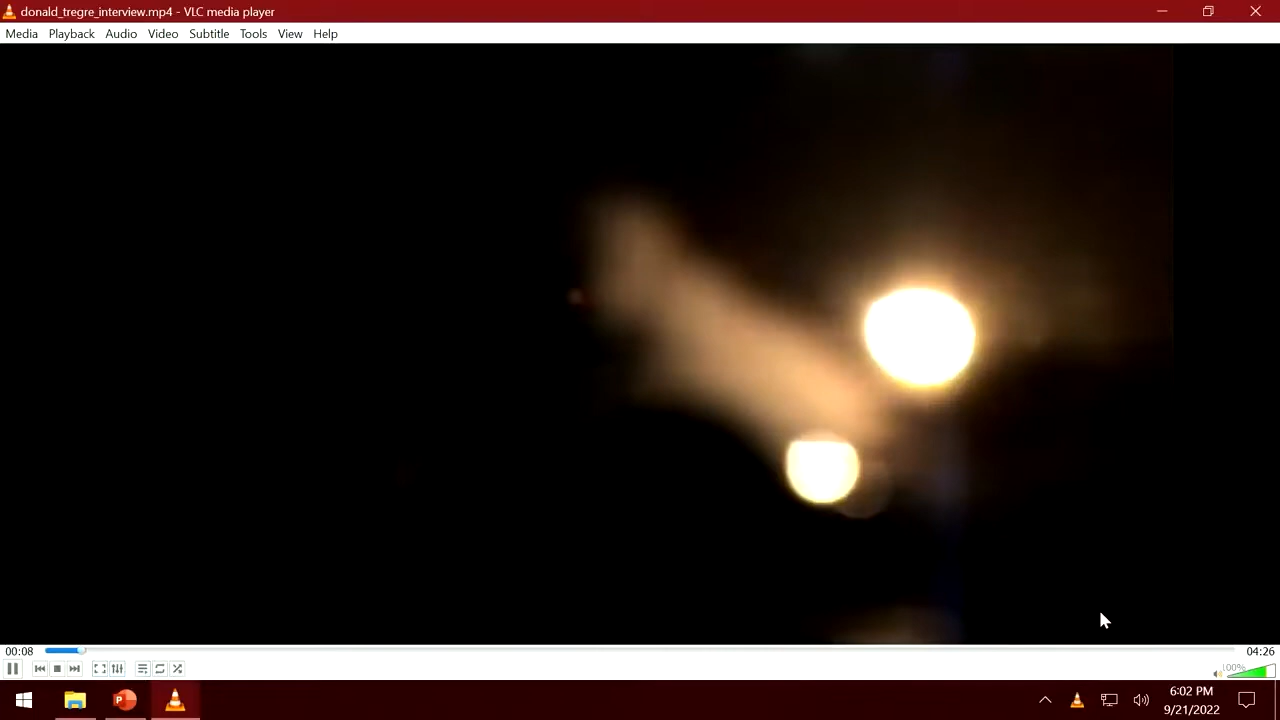 donald_tregre_interview.mp4 - VLC media player
Media Playback Audio Video Subtitle Tools View Help
00:08
04:26
100%
6:02 PM
9/21/2022